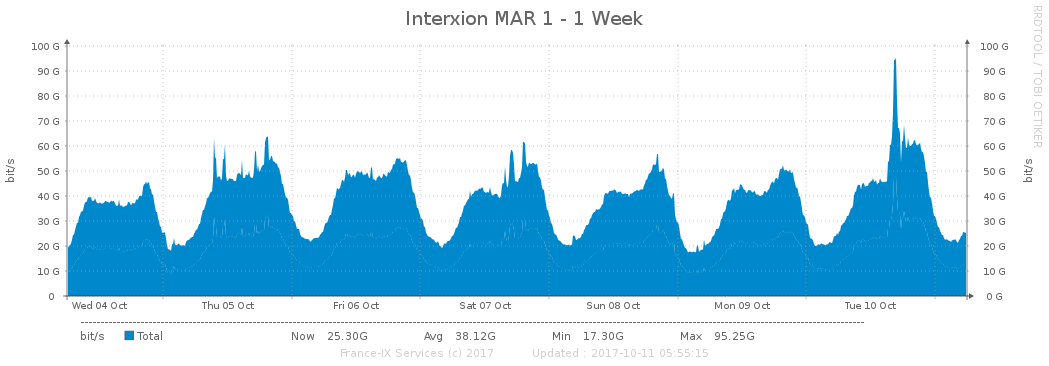 Interxion MAR 1 - 1 Week
RRDTOOL / TOBI OETIKER
bit/s
100 G
90 G
80 G
70 G
60 G
50 G
40 G
30 G
20 G
10 G
0
100 G
90 G
80 G
70 G
60 G
50 G
40 G
30 G
20 G
10 G
0 G
bit/s
Wed 04 Oct Thu 05 Oct Fri 06 Oct Sat 07 Oct Sun 08 Oct Mon 09 Oct Tue 10 Oct
bit/s Total Now 25.30G Avg 38.12G Min 17.30G Max 95.25G
France-IX Services (c) 2017 Updated : 2017-10-11 05:55:15